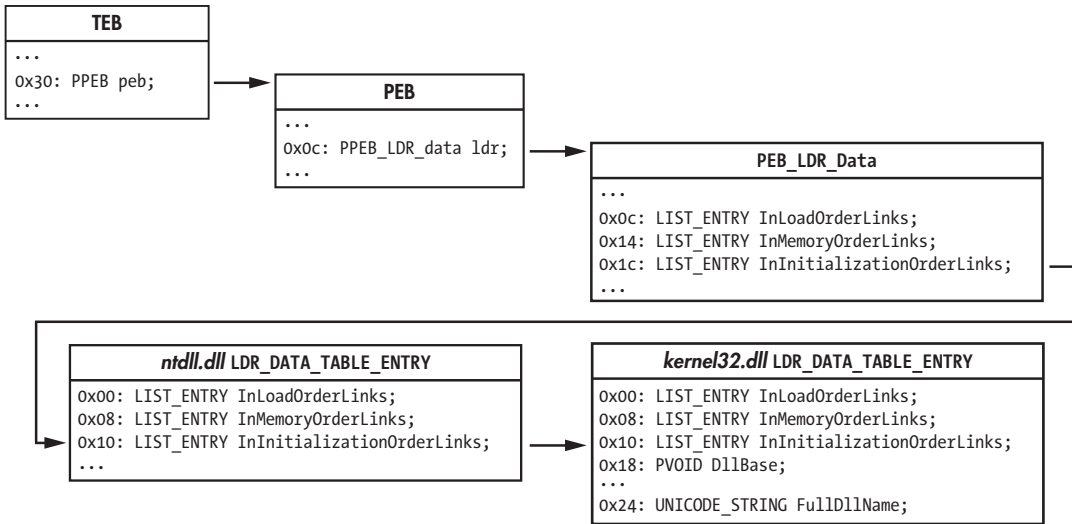 TEB
...
0x30: PPEB peb;
...
PEB
...
0x0c: PPEB_LDR_data ldr;
...
PEB_LDR_Data
...
0x0c: LIST_ENTRY InLoadOrderLinks;
0x14: LIST_ENTRY InMemoryOrderLinks;
0x1c: LIST_ENTRY InInitializationOrderLinks;
...
ntdll.dll LDR_DATA_TABLE_ENTRY
0x00: LIST_ENTRY InLoadOrderLinks;
0x08: LIST_ENTRY InMemoryOrderLinks;
0x10: LIST_ENTRY InInitializationOrderLinks;
...
kernel32.dll LDR_DATA_TABLE_ENTRY
0x00: LIST_ENTRY InLoadOrderLinks;
0x08: LIST_ENTRY InMemoryOrderLinks;
0x10: LIST_ENTRY InInitializationOrderLinks;
0x18: PVOID DllBase;
...
0x24: UNICODE_STRING FullDllName;